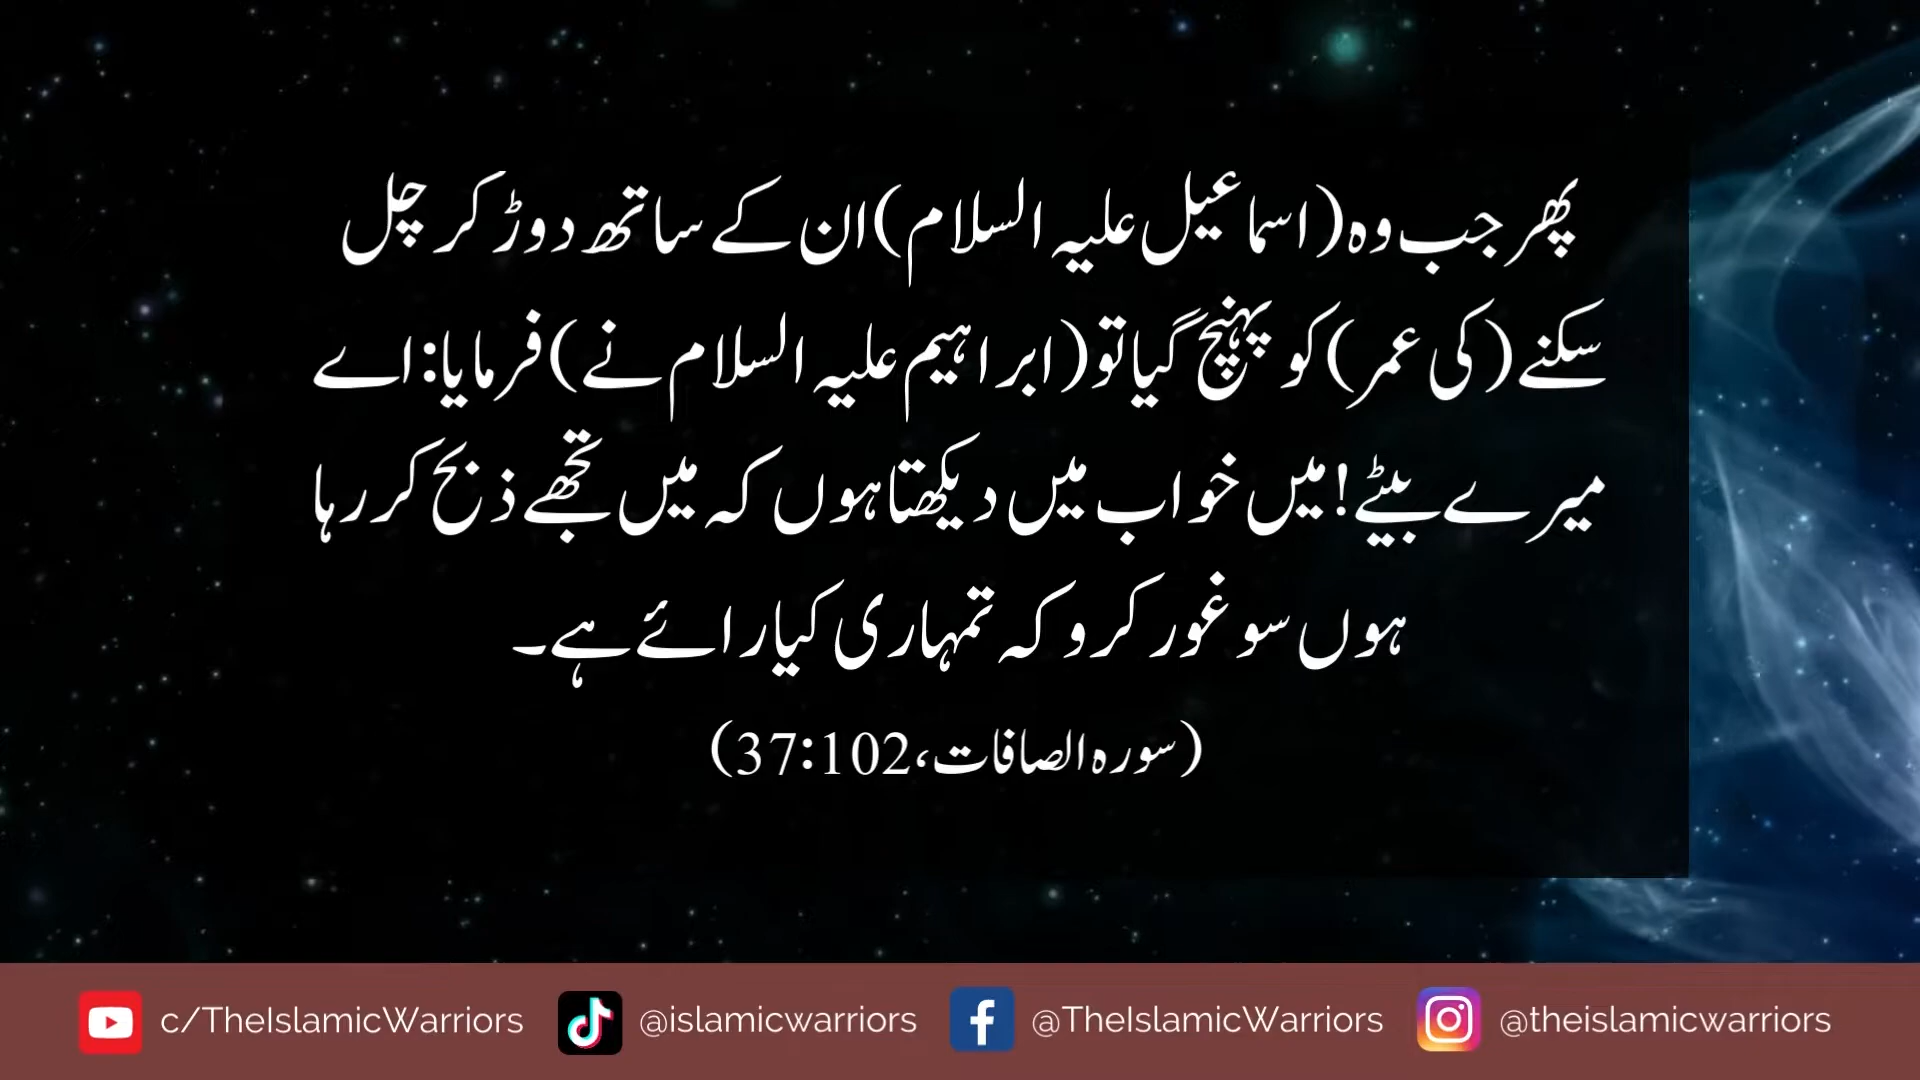 پھر جب وہ (اسماعیل علیہ السلام) ان کے ساتھ دوڑ کر چل
سکنے (کی عمر) کو پہنچ گیا تو (ابراہیم علیہ السلام نے) فرمایا: اے
میرے بیٹے! میں خواب میں دیکھتا ہوں کہ میں تجھے ذبح کر رہا
ہوں سو غور کرو کہ تمہاری کیا رائے ہے۔
(سورہ الصافات، 37:102)
c/TheIslamicWarriors @islamicwarriors @TheIslamicWarriors @theislamicwarriors